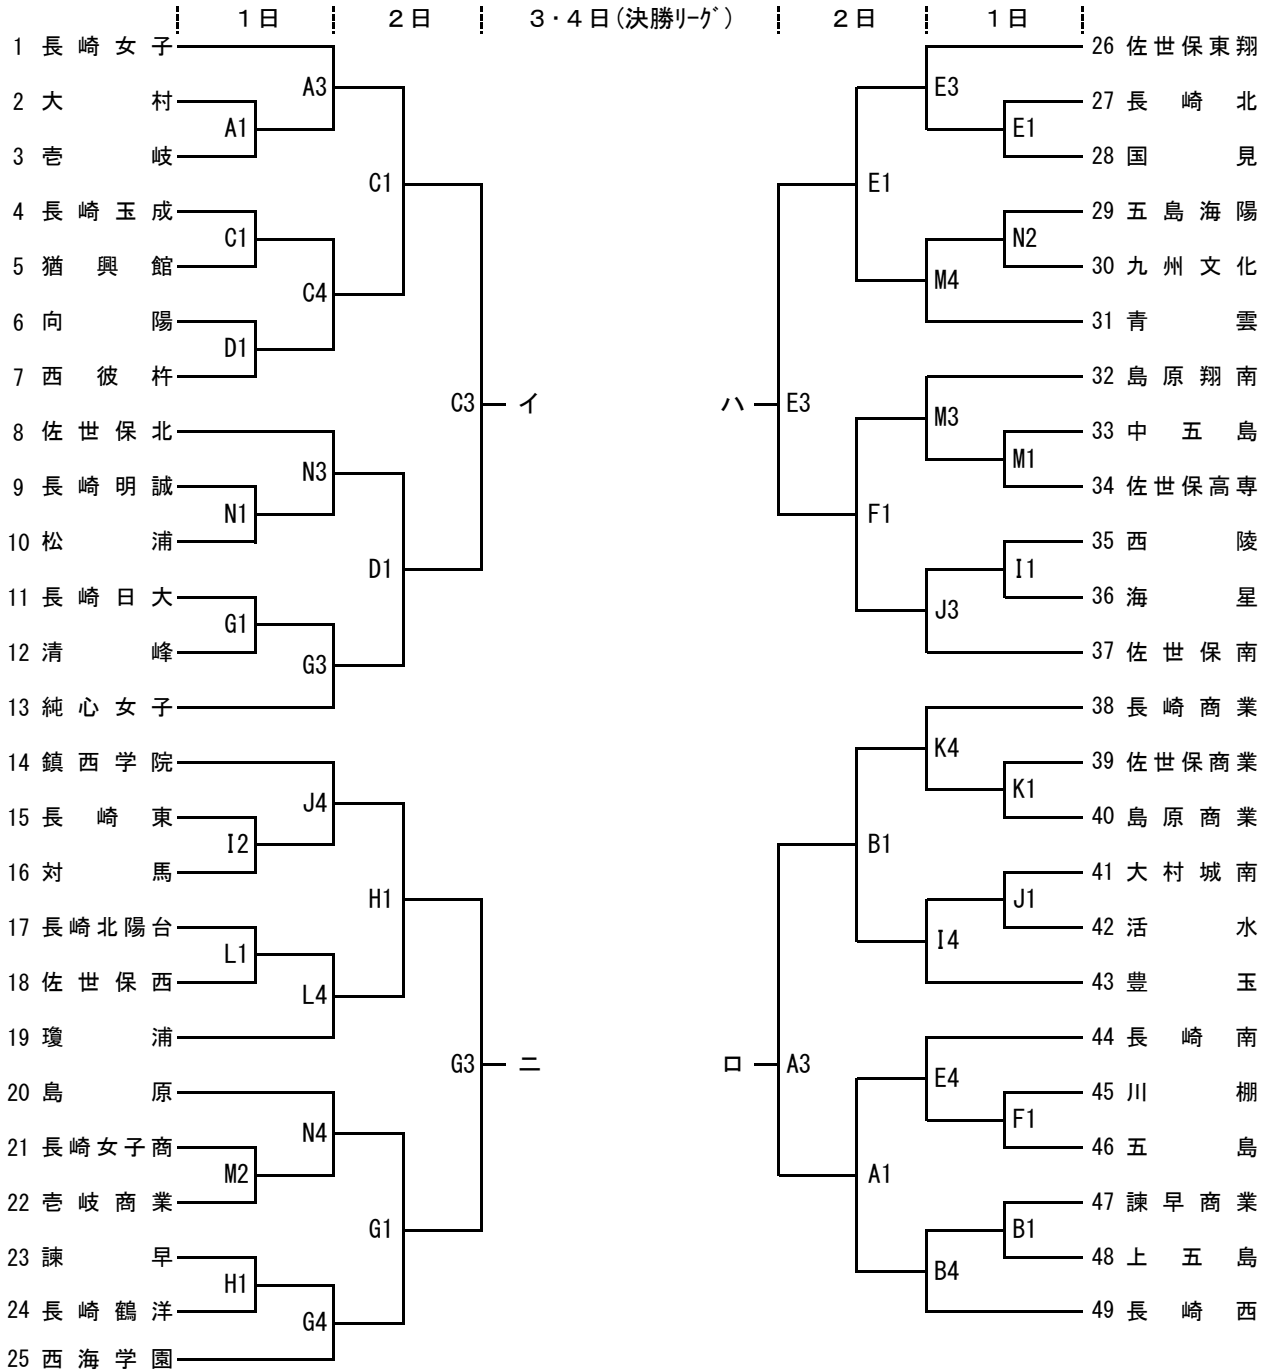 1日 2日 3・4日(決勝ﾘｰｸﾞ) 2日 1日
1 長崎女子
A3
2 大村
A1
3 壱岐
C1
4 長崎玉成
C1
5 猶興館
C4
6 向陽
D1
7 西彼杵
C3 イ
8 佐世保北
N3
9 長崎明誠
N1
10 松浦
D1
11 長崎日大
G1
12 清峰
G3
13 純心女子
14 鎮西学院
J4
15 長崎東
I2
16 対馬
H1
17 長崎北陽台
L1
18 佐世保西
L4
19 瓊浦
G3 ニ
20 島原
N4
21 長崎女子商
M2
22 壱岐商業
G1
23 諫早
H1
24 長崎鶴洋
G4
25 西海学園
26 佐世保東翔
E3
27 長崎北
E1
28 国見
E1
29 五島海陽
N2
30 九州文化
M4
31 青雲
32 島原翔南
ハ E3
M3
33 中五島
M1
34 佐世保高専
F1
35 西陵
I1
36 海星
J3
37 佐世保南
38 長崎商業
K4
39 佐世保商業
K1
40 島原商業
B1
41 大村城南
J1
42 活水
I4
43 豊玉
44 長崎南
ロ A3
E4
45 川棚
F1
46 五島
A1
47 諫早商業
B1
48 上五島
B4
49 長崎西